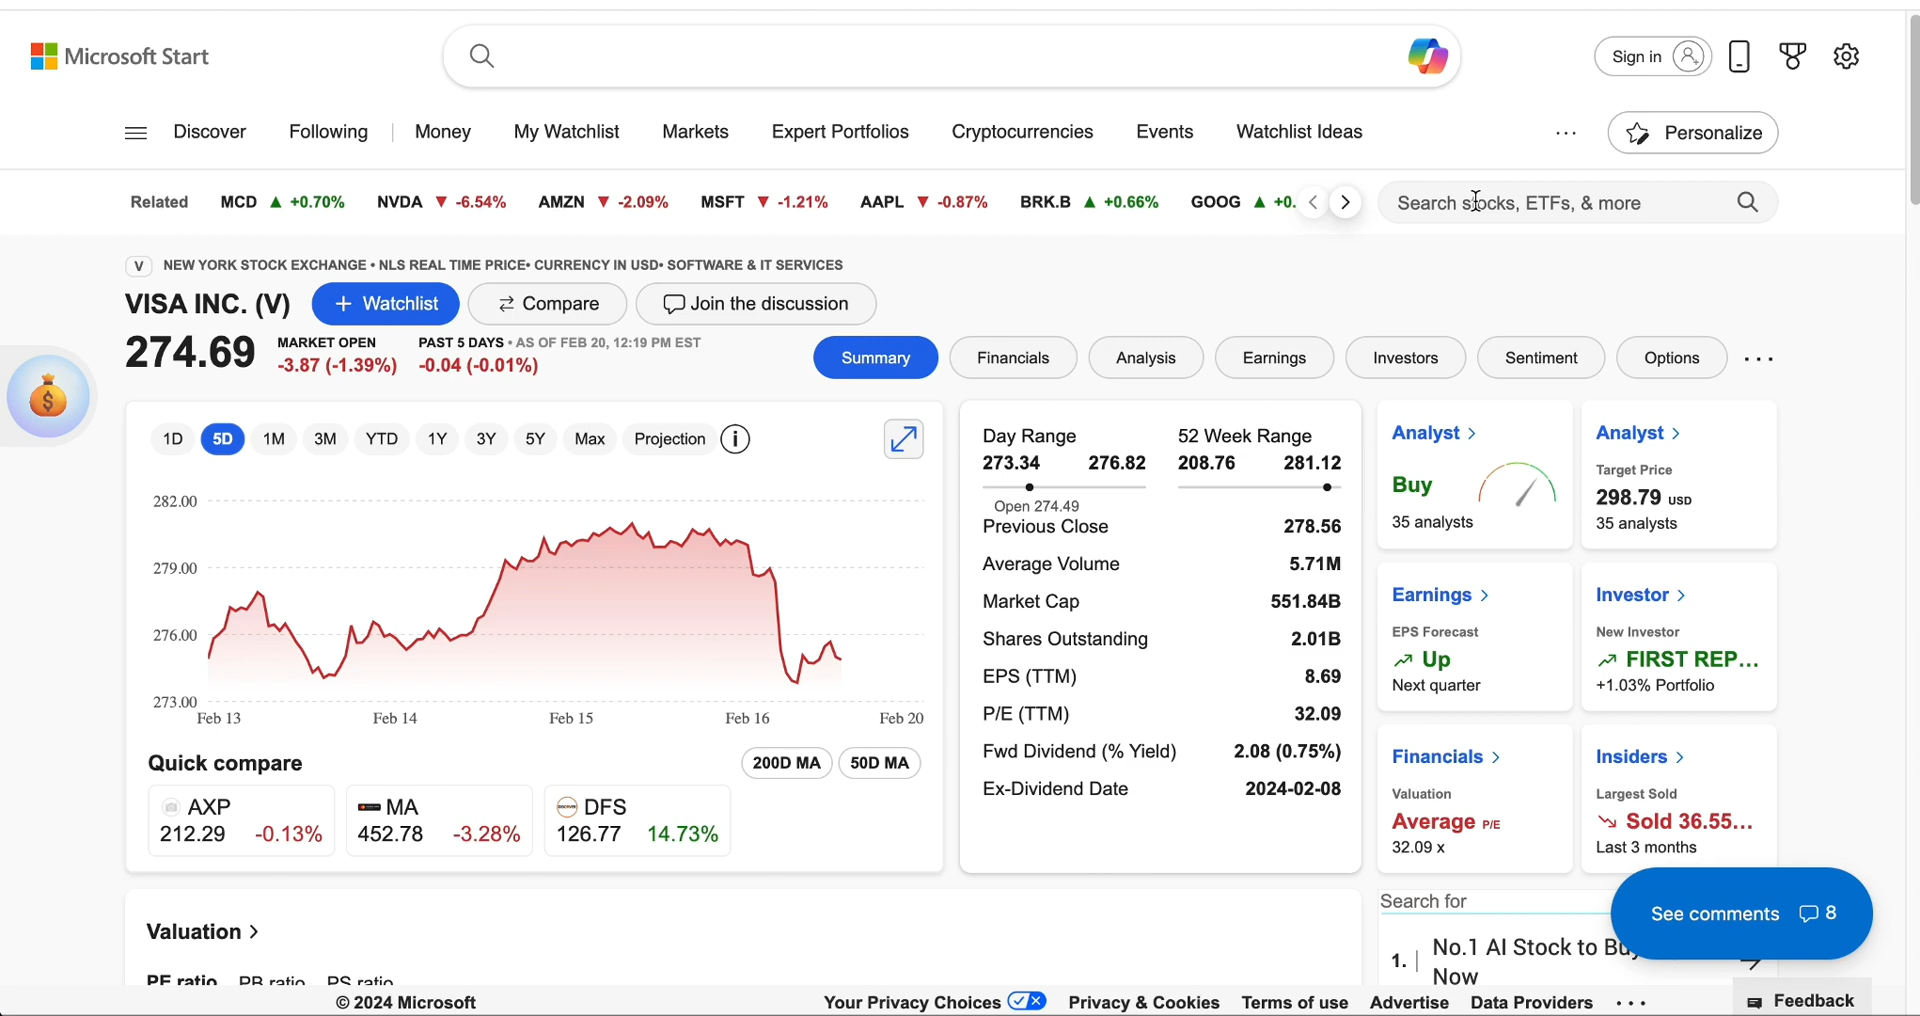 Microsoft Start
Sign in
Discover Following Money My Watchlist Markets Expert Portfolios Cryptocurrencies Events Watchlist Ideas ... Personalize
Related MCD ▲ +0.70% NVDA ▼ -6.54% AMZN ▼ -2.09% MSFT ▼ -1.21% AAPL ▼ -0.87% BRK.B ▲ +0.66% GOOG ▲ +0. Search stocks, ETFs, & more
V NEW YORK STOCK EXCHANGE • NLS REAL TIME PRICE• CURRENCY IN USD• SOFTWARE & IT SERVICES
VISA INC. (V) + Watchlist Compare Join the discussion
274.69
MARKET OPEN
-3.87 (-1.39%)
PAST 5 DAYS • AS OF FEB 20, 12:19 PM EST
-0.04 (-0.01%)
Summary Financials Analysis Earnings Investors Sentiment Options ...
1D 5D 1M 3M YTD 1Y 3Y 5Y Max Projection i
282.00
279.00
276.00
273.00
Feb 13 Feb 14 Feb 15 Feb 16 Feb 20
Quick compare 200D MA 50D MA
AXP
212.29 -0.13%
MA
452.78 -3.28%
DFS
126.77 14.73%
Day Range
273.34 276.82
Open 274.49
52 Week Range
208.76 281.12
Previous Close 278.56
Average Volume 5.71M
Market Cap 551.84B
Shares Outstanding 2.01B
EPS (TTM) 8.69
P/E (TTM) 32.09
Fwd Dividend (% Yield) 2.08 (0.75%)
Ex-Dividend Date 2024-02-08
Analyst >
Buy
35 analysts
Analyst >
Target Price
298.79 USD
35 analysts
Earnings >
EPS Forecast
Up
Next quarter
Investor >
New Investor
FIRST REP...
+1.03% Portfolio
Financials >
Valuation
Average P/E
32.09 x
Insiders >
Largest Sold
Sold 36.55...
Last 3 months
Valuation >
PE ratio PB ratio PS ratio
Search for
1. No.1 AI Stock to Buy
Now
See comments 8
© 2024 Microsoft Your Privacy Choices Privacy & Cookies Terms of use Advertise Data Providers ... Feedback